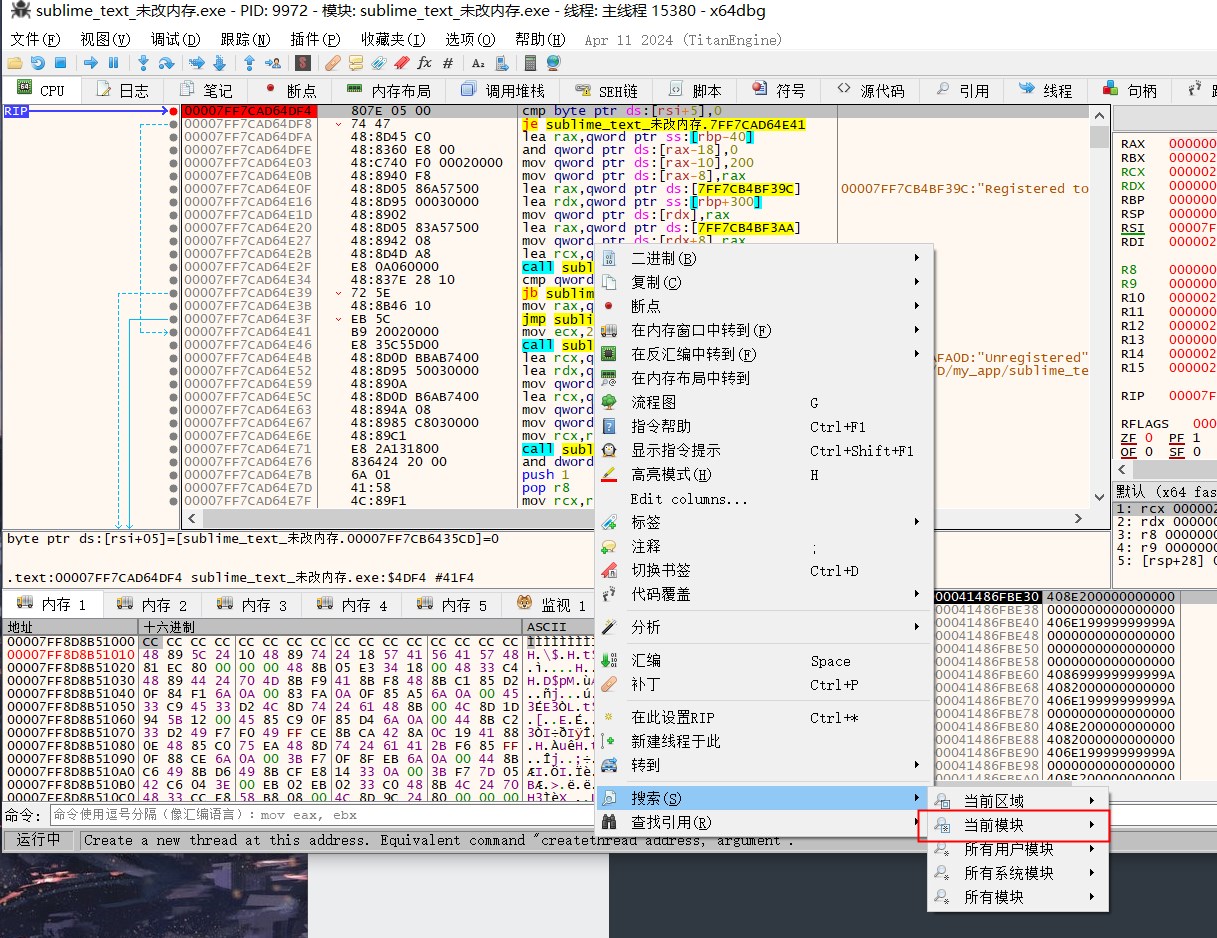 sublime_text_未改内存.exe - PID: 9972 - 模块: sublime_text_未改内存.exe - 线程: 主线程 15380 - x64dbg
文件(F) 视图(V) 调试(D) 跟踪(N) 插件(P) 收藏夹(I) 选项(O) 帮助(H) Apr 11 2024 (TitanEngine)
CPU 日志 笔记 断点 内存布局 调用堆栈 SEH链 脚本 符号 源代码 引用 线程 句柄
RIP
00007FF7CAD64DF4 807E 05 00 cmp byte ptr ds:[rsi+5],0
00007FF7CAD64DF8 74 47 je sublime_text_未改内存.7FF7CAD64E41
00007FF7CAD64DFA 48:8D45 C0 lea rax,qword ptr ss:[rbp-40]
00007FF7CAD64DFE 48:8360 E8 00 and qword ptr ds:[rax-18],0
00007FF7CAD64E03 48:C740 F0 00020000 mov qword ptr ds:[rax-10],200
00007FF7CAD64E0B 48:8940 F8 mov qword ptr ds:[rax-8],rax
00007FF7CAD64E0F 48:8D05 86A57500 lea rax,qword ptr ds:[7FF7CB4BF39C] 00007FF7CB4BF39C:"Registered to
00007FF7CAD64E16 48:8D95 00030000 lea rdx,qword ptr ss:[rbp+300]
00007FF7CAD64E1D 48:8902 mov qword ptr ds:[rdx],rax
00007FF7CAD64E20 48:8D05 83A57500 lea rax,qword ptr ds:[7FF7CB4BF3AA]
00007FF7CAD64E27 48:8942 08 mov qword ptr ds:[rdx+8],rax
00007FF7CAD64E2B 48:8D4D A8 lea rcx,q
00007FF7CAD64E2F E8 0A060000 call subl
00007FF7CAD64E34 48:837E 28 10 cmp qword
00007FF7CAD64E39 72 5E jb sublim
00007FF7CAD64E3B 48:8B46 10 mov rax,q
00007FF7CAD64E3F EB 5C jmp subli
00007FF7CAD64E41 B9 20020000 mov ecx,2
00007FF7CAD64E46 E8 35C55D00 call subl
00007FF7CAD64E4B 48:8D0D BBAB7400 lea rcx,q FA0D:"Unregistered"
00007FF7CAD64E52 48:8D95 50030000 lea rdx,q /D/my_app/sublime_te
00007FF7CAD64E59 48:890A mov qword
00007FF7CAD64E5C 48:8D0D B6AB7400 lea rcx,q
00007FF7CAD64E63 48:894A 08 mov qword
00007FF7CAD64E67 48:8985 C8030000 mov qword
00007FF7CAD64E6E 48:89C1 mov rcx,r
00007FF7CAD64E71 E8 2A131800 call subl
00007FF7CAD64E76 836424 20 00 and dword
00007FF7CAD64E7B 6A 01 push 1
00007FF7CAD64E7D 41:58 pop r8
00007FF7CAD64E7F 4C:89F1 mov rcx,r
RAX 000000
RBX 000002
RCX 000002
RDX 000000
RBP 000000
RSP 000000
RSI 00007F
RDI 000002
R8 000000
R9 000000
R10 000002
R11 000002
R12 000002
R13 000002
R14 000002
R15 000002
RIP 00007F
RFLAGS 000
ZF 0 PF 1
OF 0 SF 0
默认 (x64 fas
1: rcx 000002
2: rdx 000000
3: r8 0000000
4: r9 0000000
5: [rsp+28] 0
二进制(B)
复制(C)
断点
在内存窗口中转到(F)
在反汇编中转到(F)
在内存布局中转到
流程图 G
指令帮助 Ctrl+F1
显示指令提示 Ctrl+Shift+F1
高亮模式(H) H
Edit columns...
标签
注释 ;
切换书签 Ctrl+D
代码覆盖
分析
汇编 Space
补丁 Ctrl+P
在此设置RIP Ctrl+*
新建线程于此
转到
搜索(S)
查找引用(R)
当前区域
当前模块
所有用户模块
所有系统模块
所有模块
byte ptr ds:[rsi+05]=[sublime_text_未改内存.00007FF7CB6435CD]=0
.text:00007FF7CAD64DF4 sublime_text_未改内存.exe:$4DF4 #41F4
内存 1 内存 2 内存 3 内存 4 内存 5 监视 1
地址 十六进制 ASCII
00007FF8D8B51000 CC CC CC CC CC CC CC CC CC CC CC CC CC CC CC CC
00007FF8D8B51010 48 89 5C 24 10 48 89 74 24 18 57 41 56 41 57 48
00007FF8D8B51020 81 EC 80 00 00 00 48 8B 05 E3 34 18 00 48 33 C4
00007FF8D8B51030 48 89 44 24 70 4D 8B F9 41 8B F8 48 8B C1 85 D2
00007FF8D8B51040 0F 84 F1 6A 0A 00 83 FA 0A 0F 85 A5 6A 0A 00 45
00007FF8D8B51050 33 C9 45 33 D2 4C 8D 74 24 61 48 8B 00 4C 8D 1D
00007FF8D8B51060 94 5B 12 00 45 85 C9 0F 85 D4 6A 0A 00 44 8B C2
00007FF8D8B51070 33 D2 49 F7 F0 49 FF CE 8B CA 42 8A 0C 19 41 88
00007FF8D8B51080 0E 48 85 C0 75 EA 48 8D 74 24 61 41 2B F6 85 FF
00007FF8D8B51090 0F 88 CE 6A 0A 00 3B F7 0F 8F EB 6A 0A 00 44 8B
00007FF8D8B510A0 C6 49 8B D6 49 8B CF E8 14 33 0A 00 3B F7 7D 05
00007FF8D8B510B0 42 C6 04 3E 00 EB 02 EB 02 33 C0 48 8B 4C 24 70
00007FF8D8B510C0 48 33 CC E8 58 B8 08 00 4C 8D 9C 24 80 00 00 00
00041486FBE30 408E200000000000
00041486FBE38 0000000000000000
00041486FBE40 406E19999999999A
00041486FBE48 0000000000000000
00041486FBE50 0000000000000000
00041486FBE58 0000000000000000
00041486FBE60 408699999999999A
00041486FBE68 4082000000000000
00041486FBE70 406E19999999999A
00041486FBE78 0000000000000000
00041486FBE80 408E200000000000
00041486FBE88 4082000000000000
00041486FBE90 406E19999999999A
00041486FBE98 0000000000000000
00041486FBEA0 408E200000000000
命令: 命令使用逗号分隔 (像汇编语言): mov eax, ebx
运行中 Create a new thread at this address. Equivalent command "createthread address, argument".